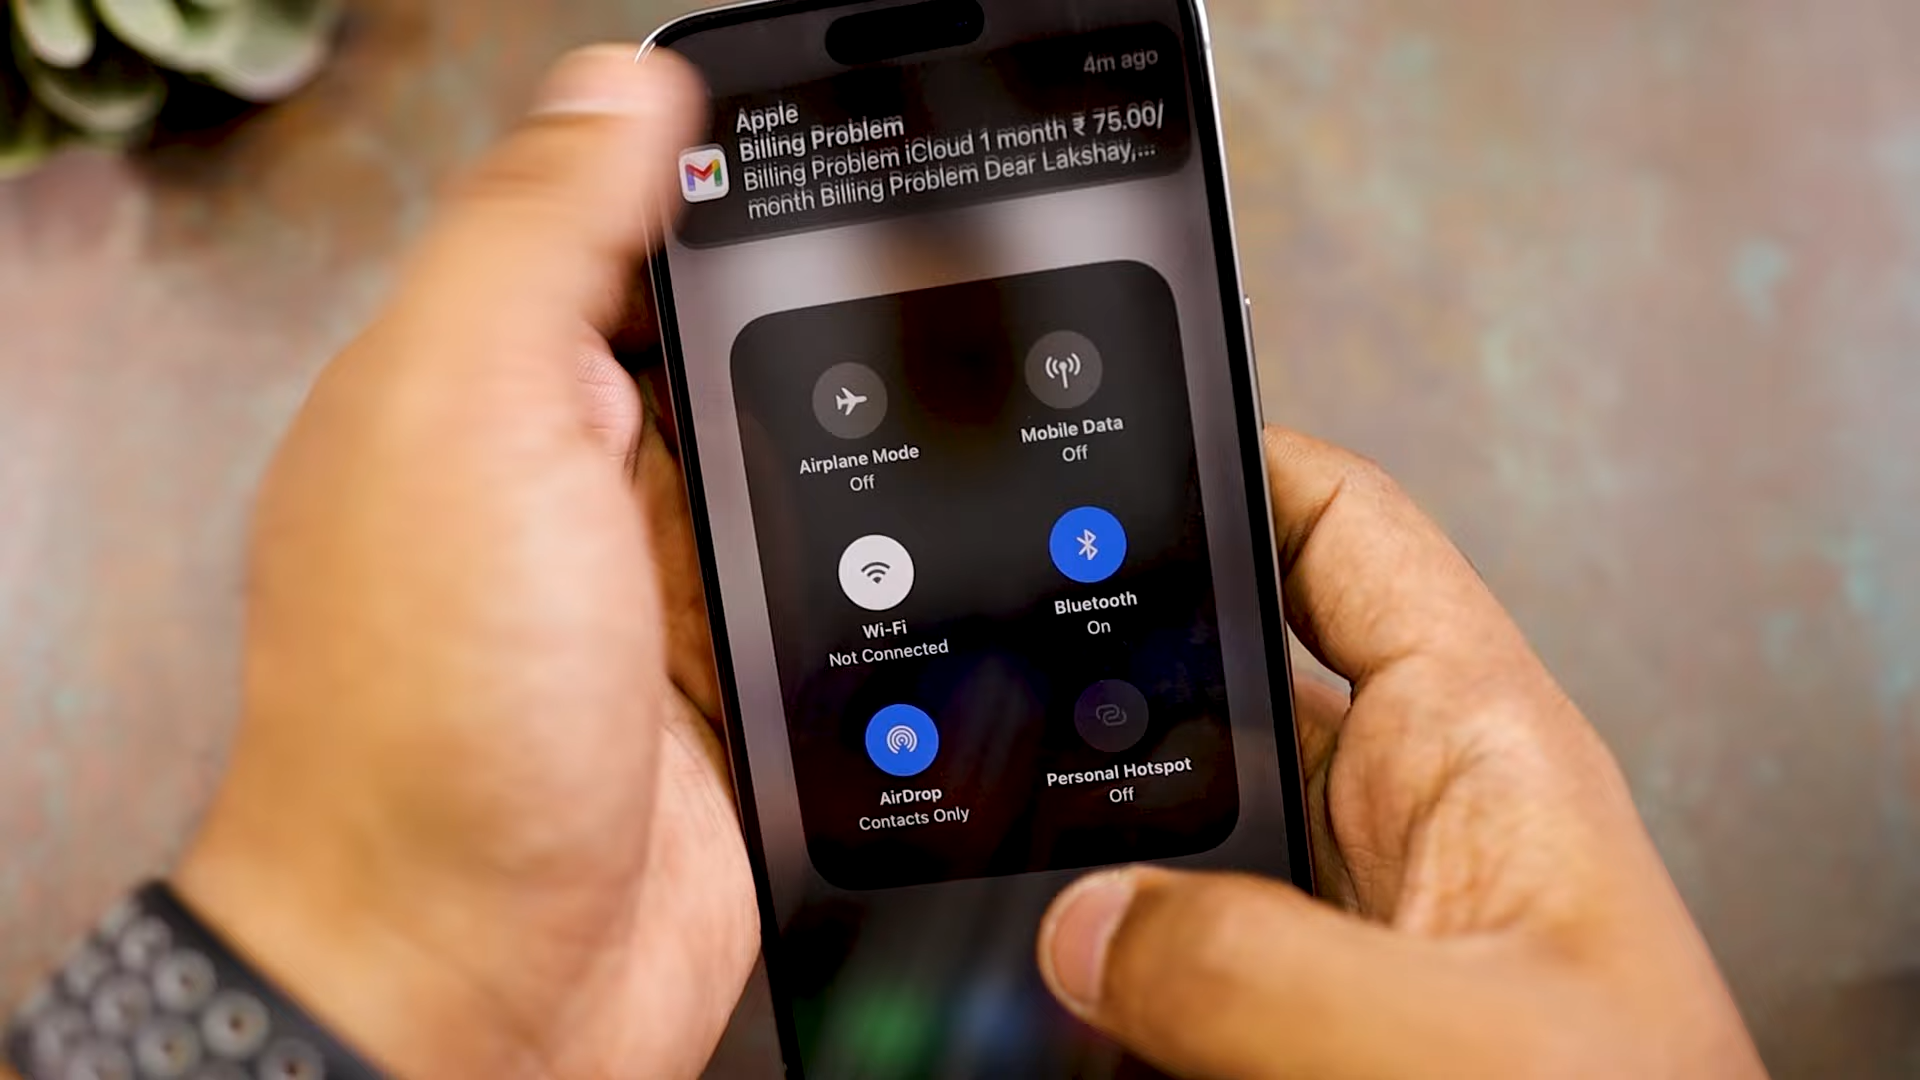 4m ago
Apple
Billing Problem
Billing Problem iCloud 1 month ₹ 75.00/
month Billing Problem Dear Lakshay,...
Airplane Mode
Off
Mobile Data
Off
Wi-Fi
Not Connected
Bluetooth
On
AirDrop
Contacts Only
Personal Hotspot
Off